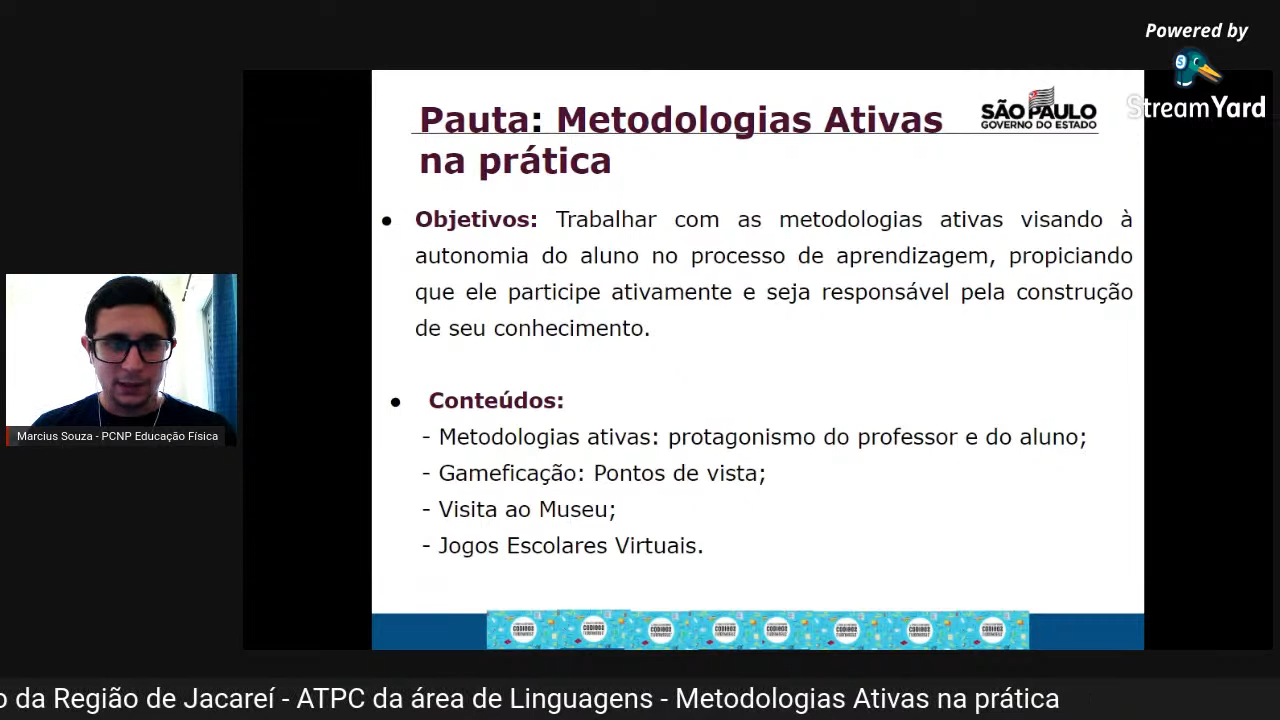 Powered by
StreamYard
Pauta: Metodologias Ativas
na prática
SÃO PAULO
GOVERNO DO ESTADO
● Objetivos: Trabalhar com as metodologias ativas visando à
autonomia do aluno no processo de aprendizagem, propiciando
que ele participe ativamente e seja responsável pela construção
de seu conhecimento.
● Conteúdos:
- Metodologias ativas: protagonismo do professor e do aluno;
- Gameficação: Pontos de vista;
- Visita ao Museu;
- Jogos Escolares Virtuais.
Marcius Souza - PCNP Educação Física
o da Região de Jacareí - ATPC da área de Linguagens - Metodologias Ativas na prática